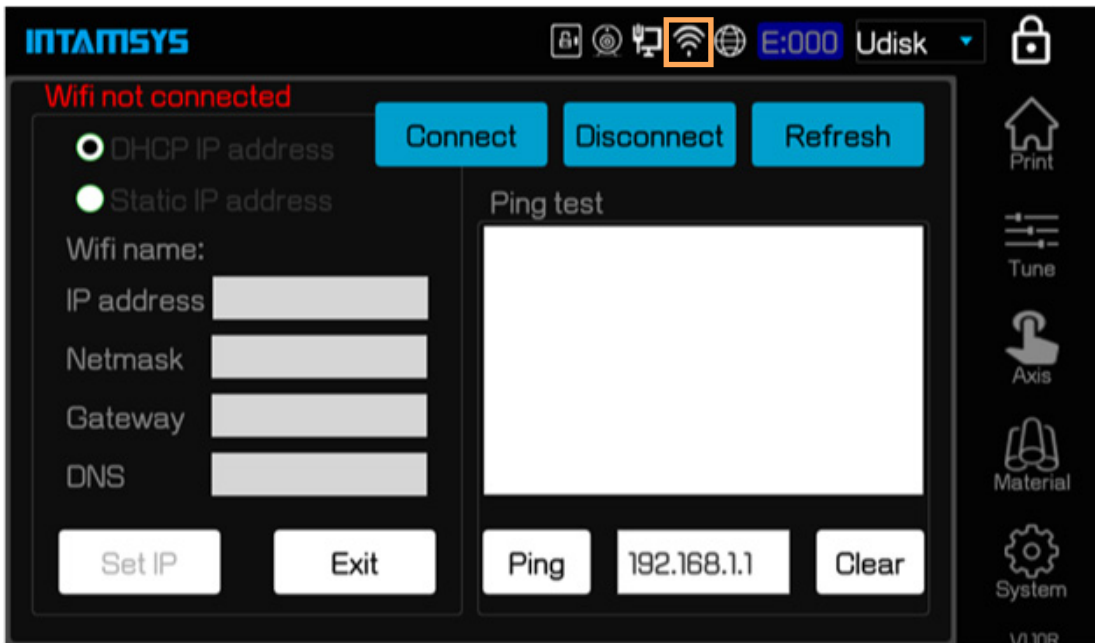 INTAMSYS
E:000
Udisk
Wifi not connected
Connect
Disconnect
Refresh
DHCP IP address
Static IP address
Wifi name:
IP address
Netmask
Gateway
DNS
Set IP
Exit
Ping test
Ping
192.168.1.1
Clear
Print
Tune
Axis
Material
System